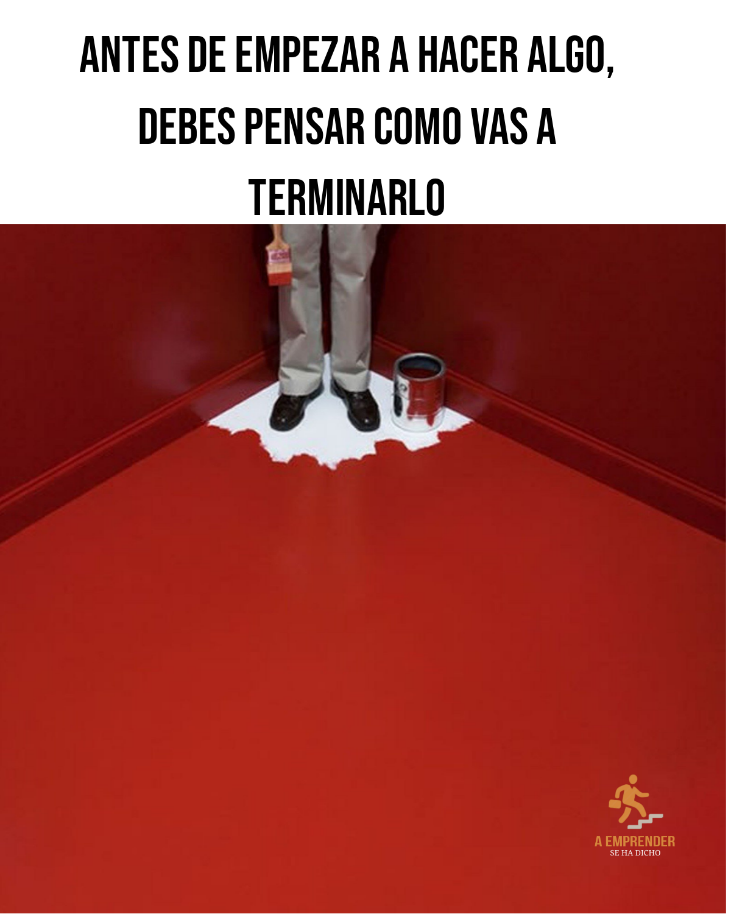 ANTES DE EMPEZAR A HACER ALGO,
DEBES PENSAR COMO VAS A
TERMINARLO
A EMPRENDER
SE HA DICHO